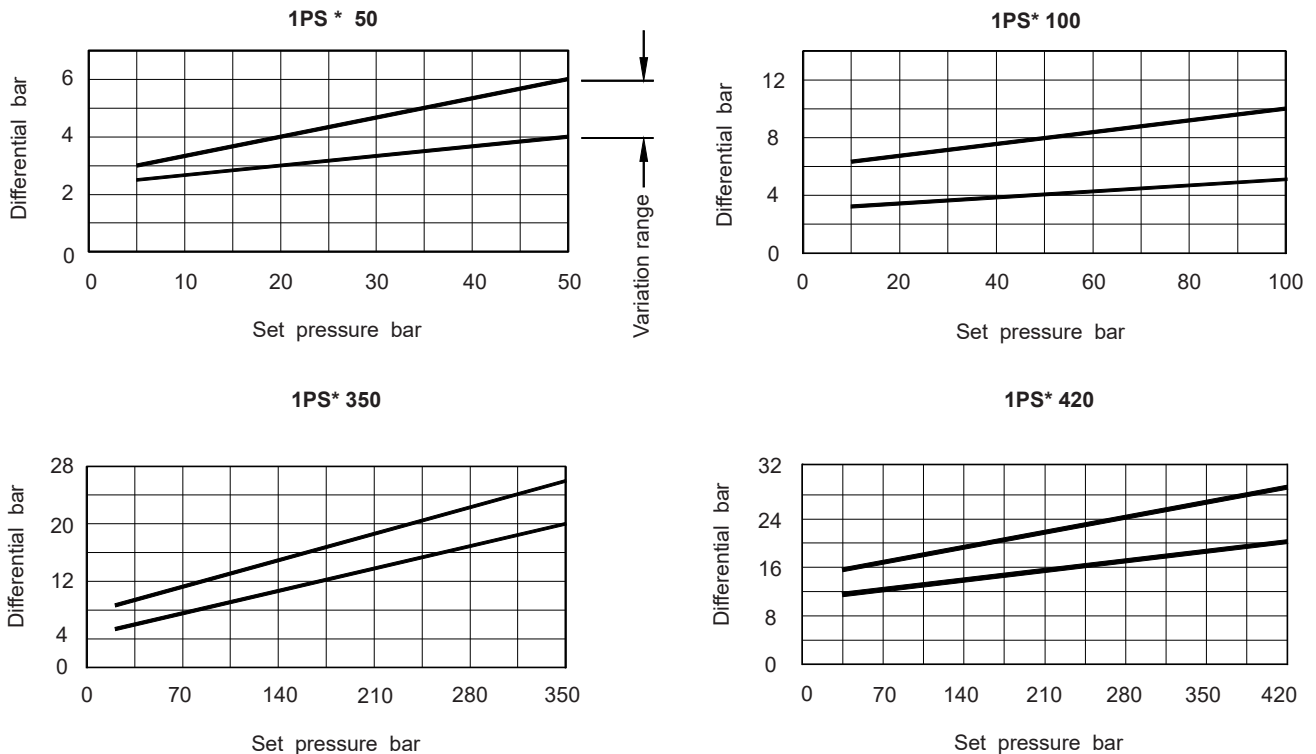 1PS * 50
Differential bar
6
4
2
0
0 10 20 30 40 50
Set pressure bar
Variation range
1PS* 100
Differential bar
12
8
4
0
0 20 40 60 80 100
Set pressure bar
1PS* 350
Differential bar
28
20
12
4
0
0 70 140 210 280 350
Set pressure bar
1PS* 420
Differential bar
32
24
16
8
0
0 70 140 210 280 350 420
Set pressure bar